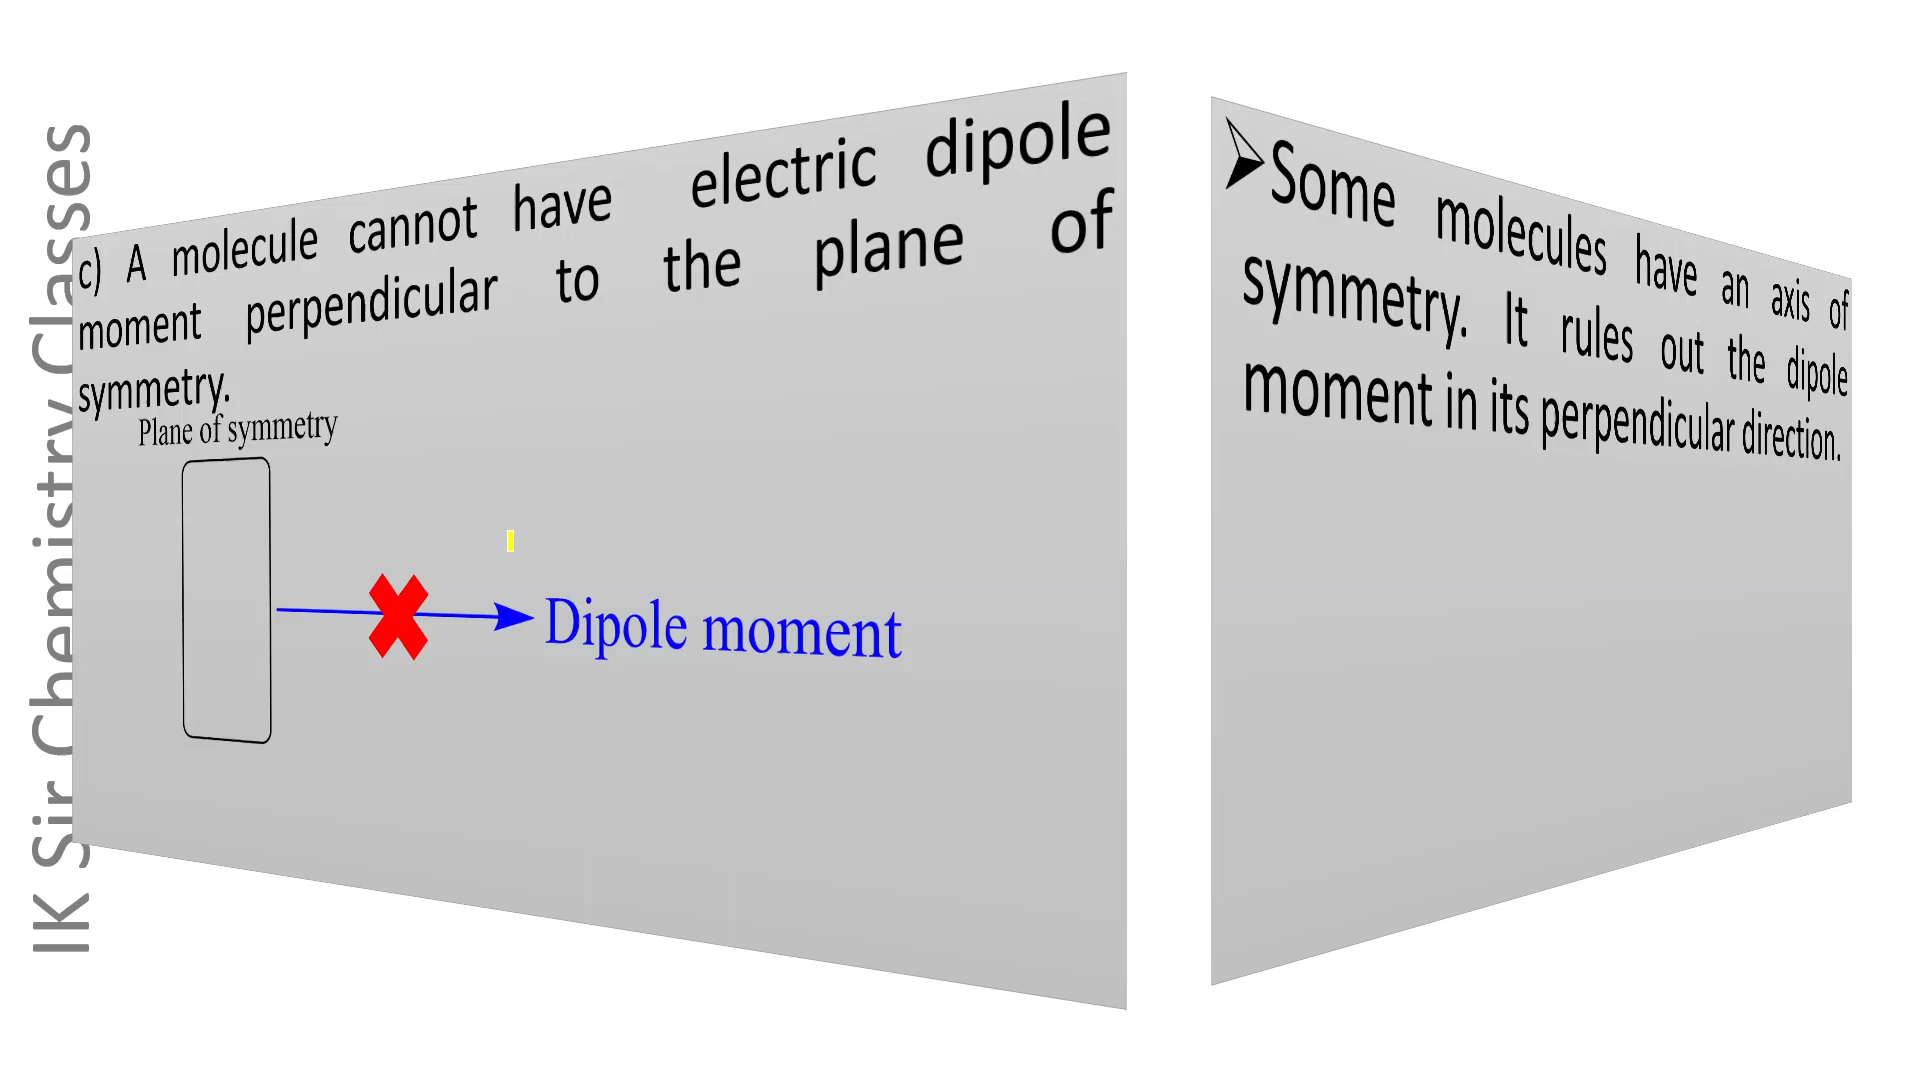 IK Sir Chemistry Classes
c) A molecule cannot have electric dipole
moment perpendicular to the plane of
symmetry.
Plane of symmetry
Dipole moment
➢Some molecules have an axis of
symmetry. It rules out the dipole
moment in its perpendicular direction.